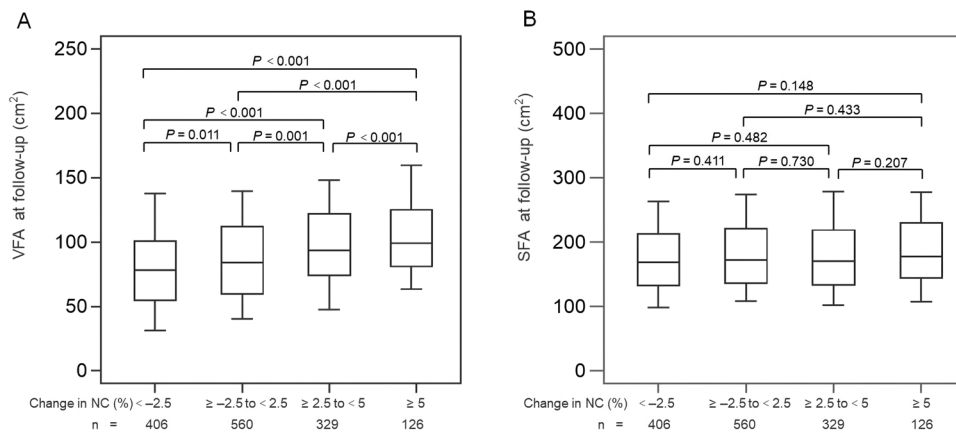 A
VFA at follow-up (cm²)
250
200
150
100
50
0
P < 0.001
P < 0.001
P < 0.001
P = 0.011
P = 0.001
P < 0.001
Change in NC (%) < –2.5 ≥ –2.5 to < 2.5 ≥ 2.5 to < 5 ≥ 5
n = 406 560 329 126
B
SFA at follow-up (cm²)
500
400
300
200
100
0
P = 0.148
P = 0.433
P = 0.482
P = 0.411
P = 0.730
P = 0.207
Change in NC (%) < –2.5 ≥ –2.5 to < 2.5 ≥ 2.5 to < 5 ≥ 5
n = 406 560 329 126